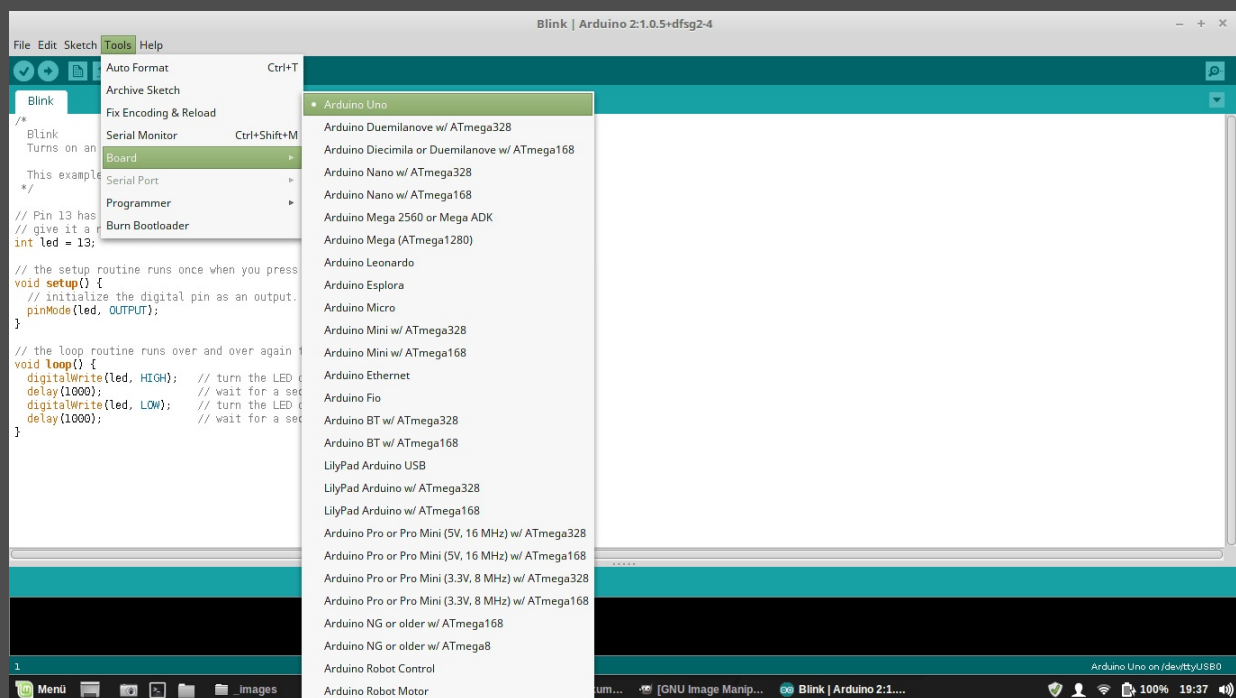 Blink | Arduino 2:1.0.5+dfsg2-4
File Edit Sketch Tools Help
Auto Format Ctrl+T
Archive Sketch
Fix Encoding & Reload
Serial Monitor Ctrl+Shift+M
Board
Serial Port
Programmer
Burn Bootloader
Arduino Uno
Arduino Duemilanove w/ ATmega328
Arduino Diecimila or Duemilanove w/ ATmega168
Arduino Nano w/ ATmega328
Arduino Nano w/ ATmega168
Arduino Mega 2560 or Mega ADK
Arduino Mega (ATmega1280)
Arduino Leonardo
Arduino Esplora
Arduino Micro
Arduino Mini w/ ATmega328
Arduino Mini w/ ATmega168
Arduino Ethernet
Arduino Fio
Arduino BT w/ ATmega328
Arduino BT w/ ATmega168
LilyPad Arduino USB
LilyPad Arduino w/ ATmega328
LilyPad Arduino w/ ATmega168
Arduino Pro or Pro Mini (5V, 16 MHz) w/ ATmega328
Arduino Pro or Pro Mini (5V, 16 MHz) w/ ATmega168
Arduino Pro or Pro Mini (3.3V, 8 MHz) w/ ATmega328
Arduino Pro or Pro Mini (3.3V, 8 MHz) w/ ATmega168
Arduino NG or older w/ ATmega168
Arduino NG or older w/ ATmega8
Arduino Robot Control
Arduino Robot Motor
Blink
/*
Blink
Turns on an
This example
*/
// Pin 13 has
// give it a
int led = 13;
// the setup routine runs once when you press
void setup() {
// initialize the digital pin as an output.
pinMode(led, OUTPUT);
}
// the loop routine runs over and over again
void loop() {
digitalWrite(led, HIGH); // turn the LED
delay(1000); // wait for a
digitalWrite(led, LOW); // turn the LED
delay(1000); // wait for a
}
1
Arduino Uno on /dev/ttyUSB0
Menü _images [GNU Image Manip... Blink | Arduino 2:1.... 100% 19:37